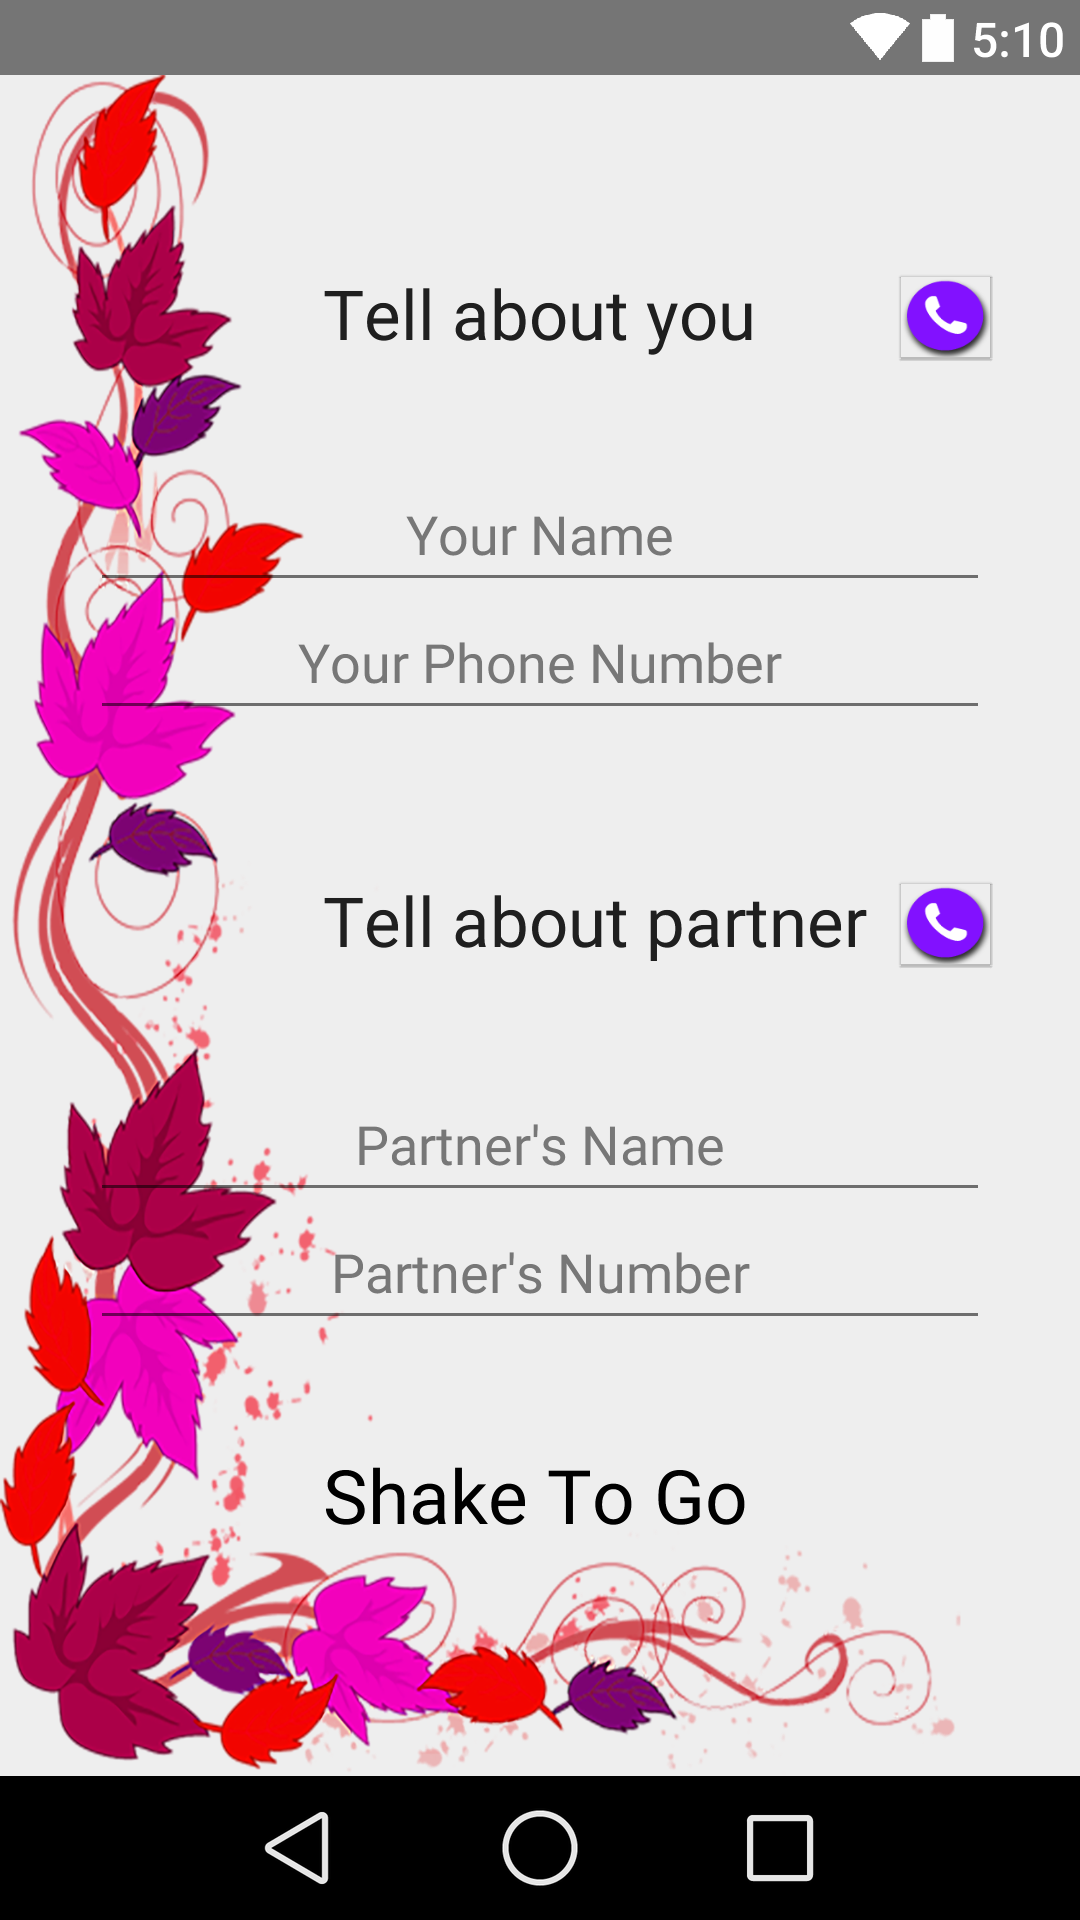 5:10
Tell about you
Your Name
Your Phone Number
Tell about partner
Partner's Name
Partner's Number
Shake To Go